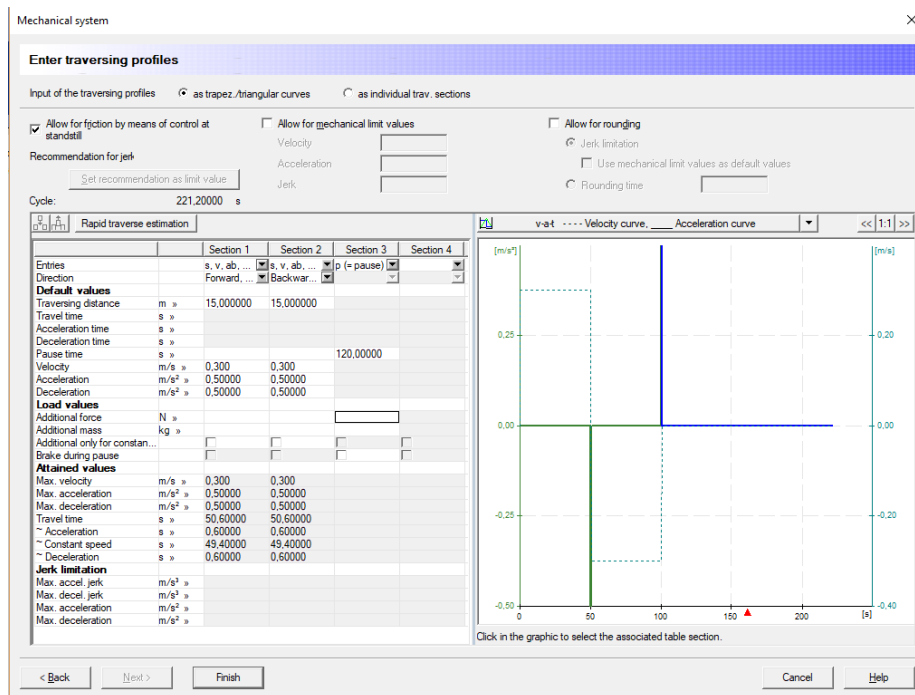 Mechanical system
Enter traversing profiles
Input of the traversing profiles as trapez./triangular curves as individual trav. sections
Allow for friction by means of control at standstill
Allow for mechanical limit values
Velocity
Acceleration
Jerk
Allow for rounding
Jerk limitation
Use mechanical limit values as default values
Rounding time
Recommendation for jerk
Set recommendation as limit value
Cycle: 221,20000 s
Rapid traverse estimation
Section 1 Section 2 Section 3 Section 4
Entries s, v, ab, ... s, v, ab, ... p (= pause)
Direction Forward, ... Backwar...
Default values
Traversing distance m » 15,000000 15,000000
Travel time s »
Acceleration time s »
Deceleration time s »
Pause time s » 120,00000
Velocity m/s » 0,300 0,300
Acceleration m/s² » 0,50000 0,50000
Deceleration m/s² » 0,50000 0,50000
Load values
Additional force N »
Additional mass kg »
Additional only for constan...
Brake during pause
Attained values
Max. velocity m/s » 0,300 0,300
Max. acceleration m/s² » 0,50000 0,50000
Max. deceleration m/s² » 0,50000 0,50000
Travel time s » 50,60000 50,60000
~ Acceleration s » 0,60000 0,60000
~ Constant speed s » 49,40000 49,40000
~ Deceleration s » 0,60000 0,60000
Jerk limitation
Max. accel. jerk m/s³ »
Max. decel. jerk m/s³ »
Max. acceleration m/s² »
Max. deceleration m/s² »
v-a-t ---- Velocity curve, ____ Acceleration curve << 1:1 >>
[m/s²] [m/s]
0,25 0,20
0,00 0,00
-0,25 -0,20
-0,50 -0,40
0 50 100 150 200 [s]
Click in the graphic to select the associated table section.
< Back Next > Finish Cancel Help